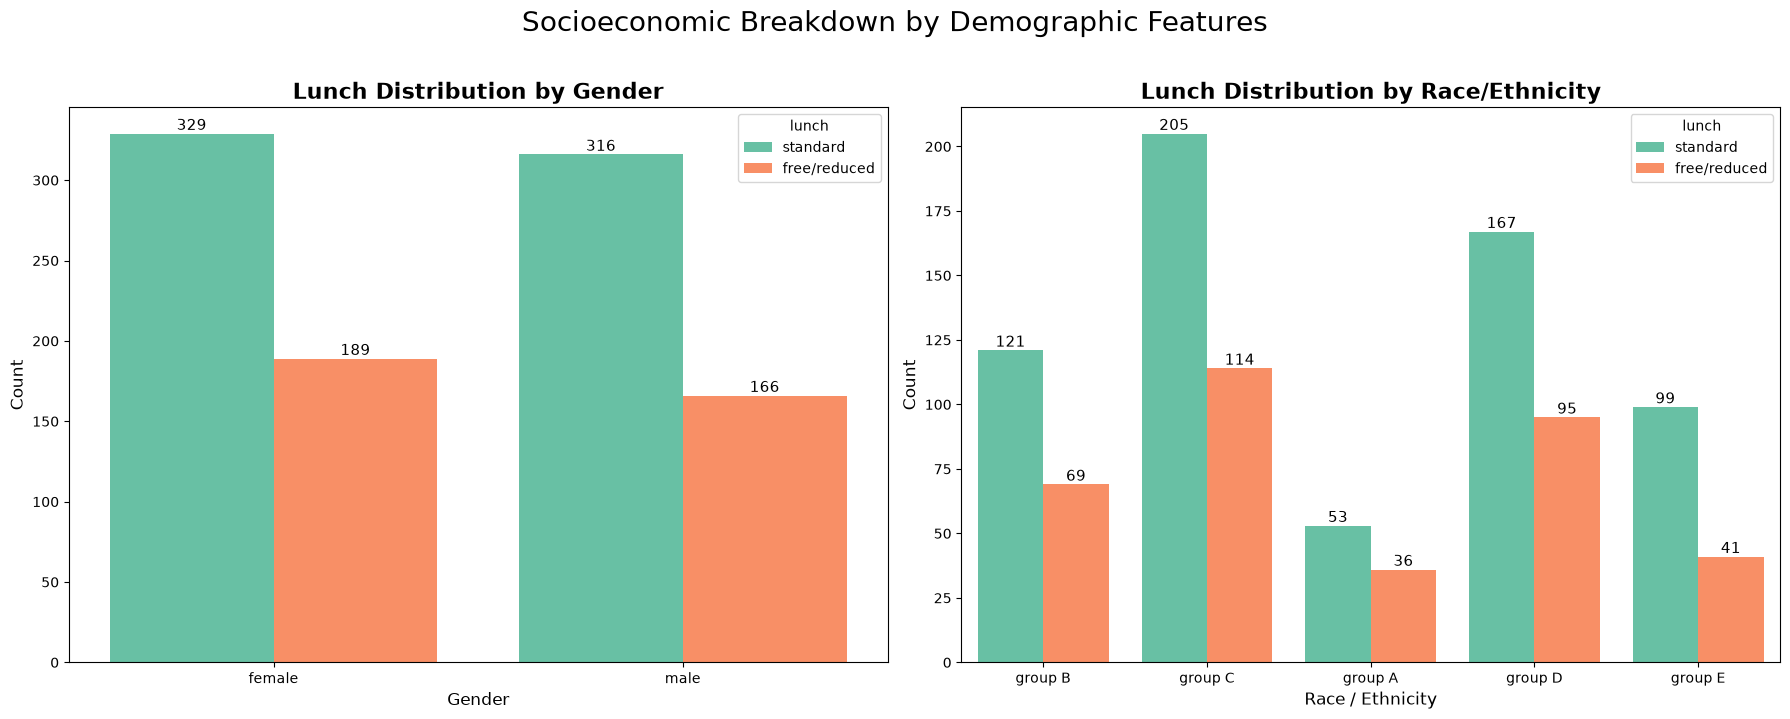 Socioeconomic Breakdown by Demographic Features
Lunch Distribution by Gender
329
316
189
166
lunch
standard
free/reduced
300
250
200
150
100
50
0
Count
female
male
Gender
Lunch Distribution by Race/Ethnicity
205
167
121
114
99
95
69
53
41
36
lunch
standard
free/reduced
200
175
150
125
100
75
50
25
0
Count
group B
group C
group A
group D
group E
Race / Ethnicity